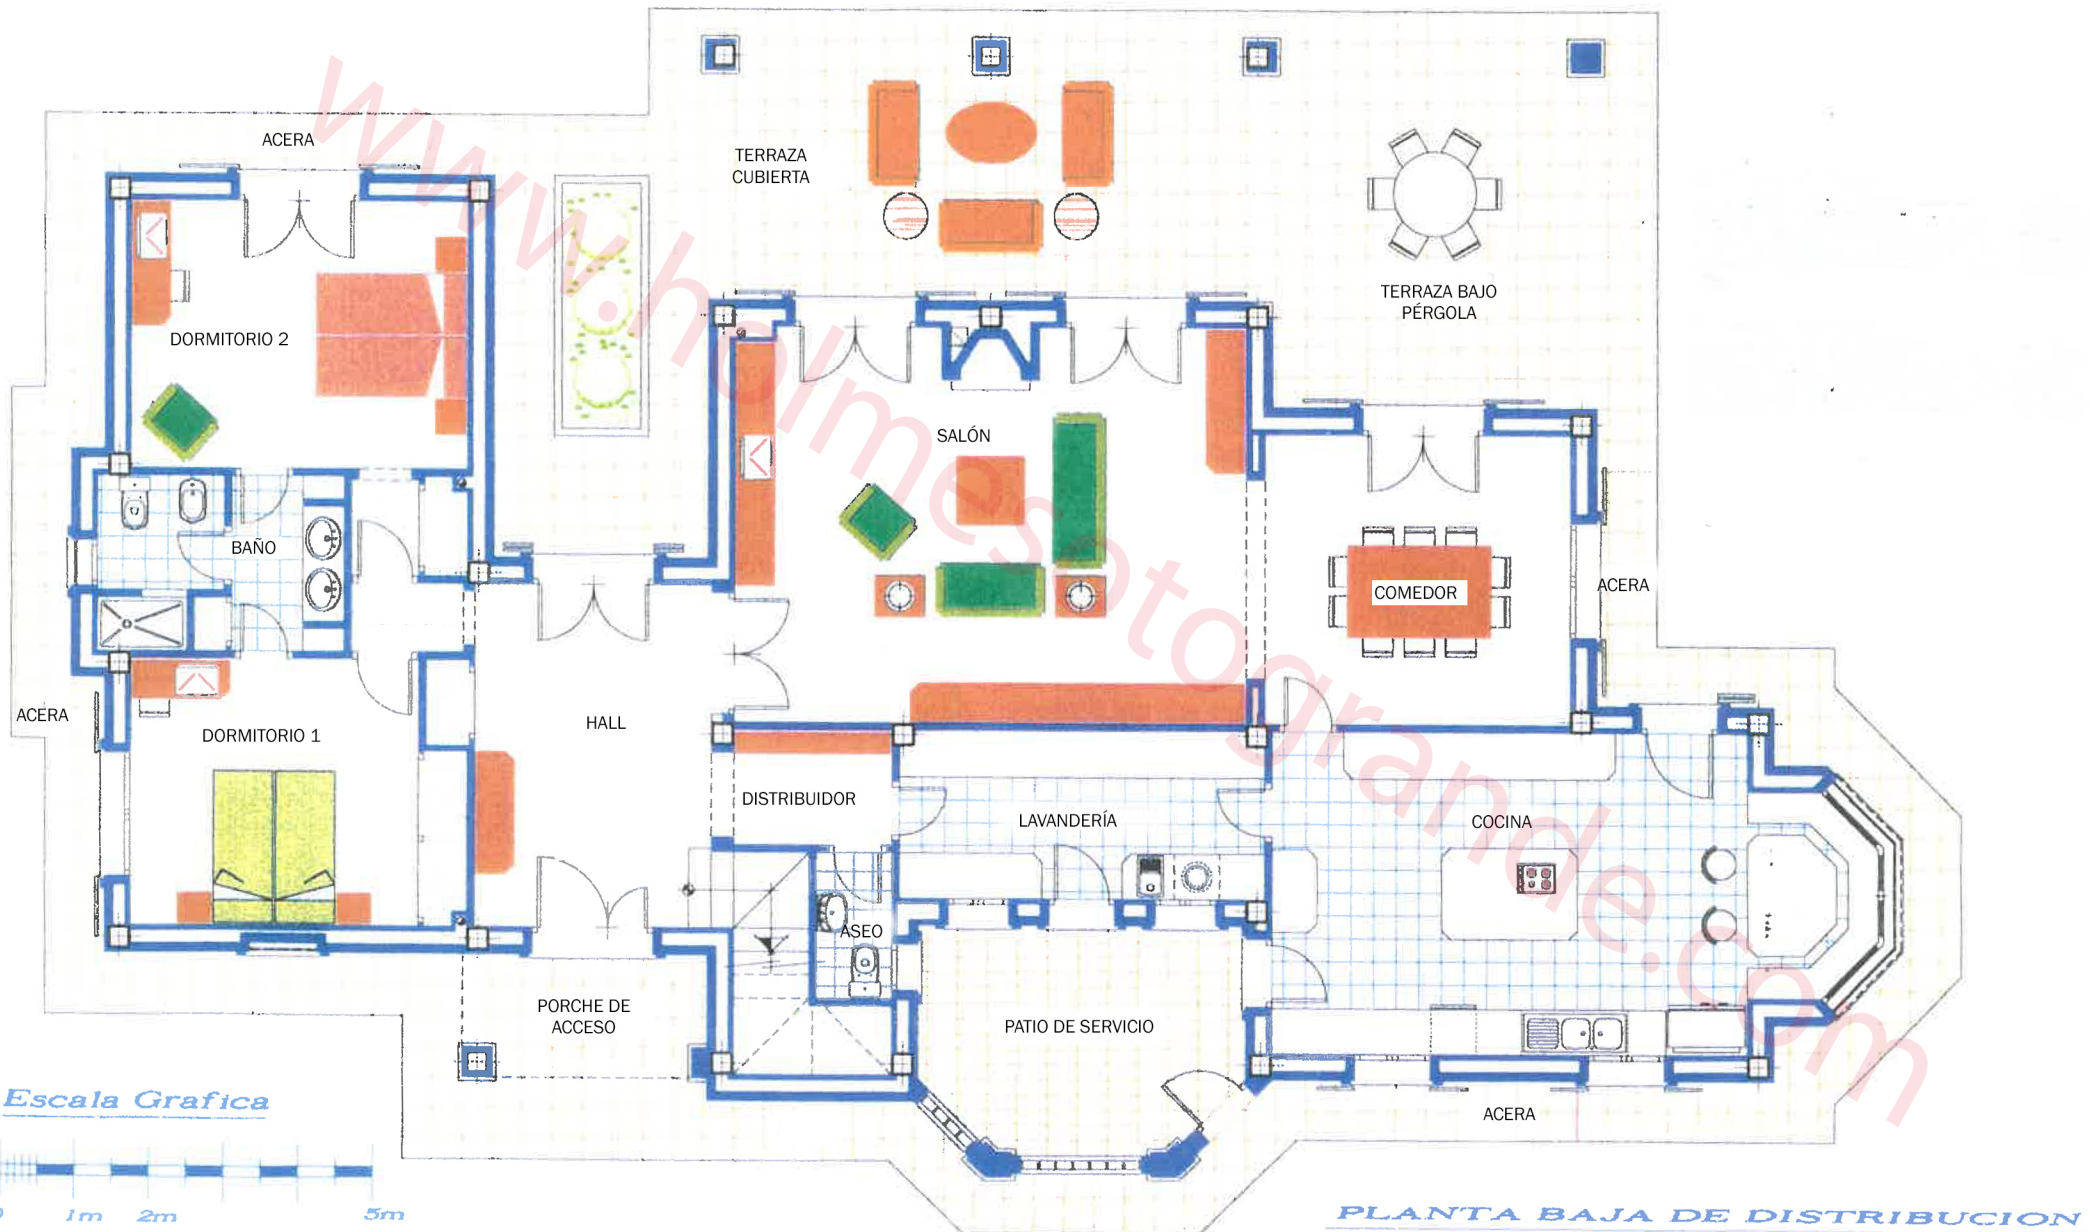 ACERA
TERRAZA
CUBIERTA
TERRAZA BAJO
PÉRGOLA
DORMITORIO 2
SALÓN
BAÑO
COMEDOR
ACERA
ACERA
DORMITORIO 1
HALL
DISTRIBUIDOR
LAVANDERÍA
COCINA
ASEO
PORCHE DE
ACCESO
PATIO DE SERVICIO
ACERA
Escala Grafica
0 1m 2m 5m
PLANTA BAJA DE DISTRIBUCION
www.holmesotogrande.com